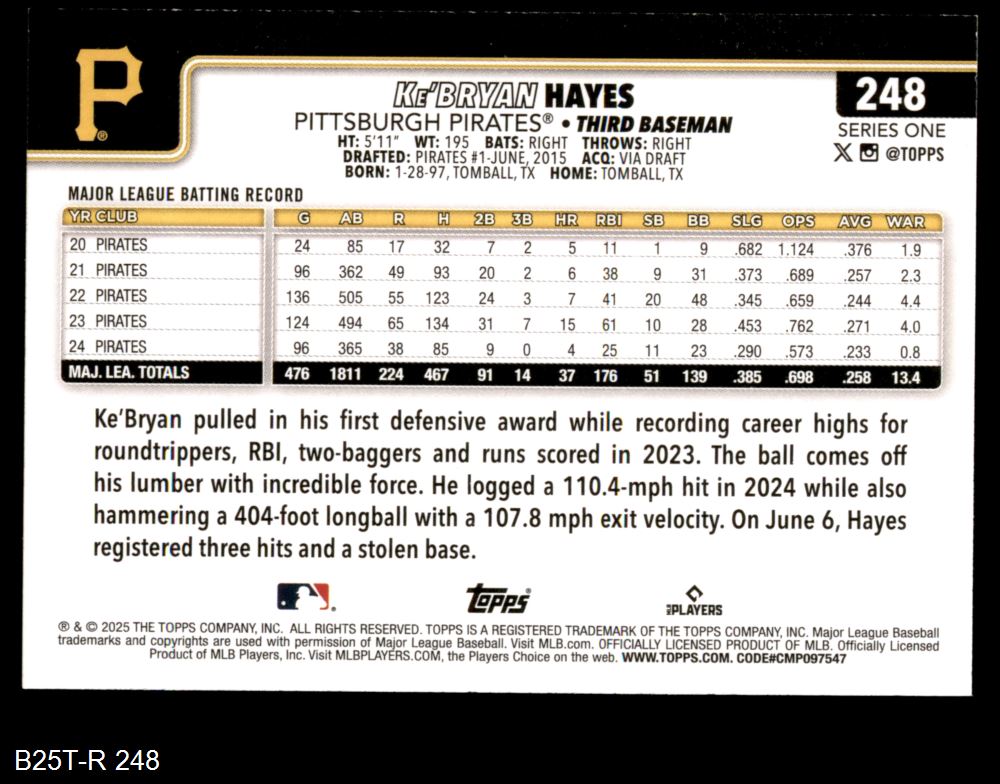 P®
KE'BRYAN HAYES
248
PITTSBURGH PIRATES® • THIRD BASEMAN
SERIES ONE
HT: 5'11" WT: 195 BATS: RIGHT THROWS: RIGHT
X @TOPPS
DRAFTED: PIRATES #1-JUNE, 2015 ACQ: VIA DRAFT
BORN: 1-28-97, TOMBALL, TX HOME: TOMBALL, TX
MAJOR LEAGUE BATTING RECORD
YR CLUB G AB R H 2B 3B HR RBI SB BB SLG OPS AVG WAR
20 PIRATES 24 85 17 32 7 2 5 11 1 9 .682 1.124 .376 1.9
21 PIRATES 96 362 49 93 20 2 6 38 9 31 .373 .689 .257 2.3
22 PIRATES 136 505 55 123 24 3 7 41 20 48 .345 .659 .244 4.4
23 PIRATES 124 494 65 134 31 7 15 61 10 28 .453 .762 .271 4.0
24 PIRATES 96 365 38 85 9 0 4 25 11 23 .290 .573 .233 0.8
MAJ. LEA. TOTALS 476 1811 224 467 91 14 37 176 51 139 .385 .698 .258 13.4
Ke'Bryan pulled in his first defensive award while recording career highs for
roundtrippers, RBI, two-baggers and runs scored in 2023. The ball comes off
his lumber with incredible force. He logged a 110.4-mph hit in 2024 while also
hammering a 404-foot longball with a 107.8 mph exit velocity. On June 6, Hayes
registered three hits and a stolen base.
Topps®
PLAYERS
® & © 2025 THE TOPPS COMPANY, INC. ALL RIGHTS RESERVED. TOPPS IS A REGISTERED TRADEMARK OF THE TOPPS COMPANY, INC. Major League Baseball
trademarks and copyrights are used with permission of Major League Baseball. Visit MLB.com. OFFICIALLY LICENSED PRODUCT OF MLB. Officially Licensed
Product of MLB Players, Inc. Visit MLBPLAYERS.COM, the Players Choice on the web. WWW.TOPPS.COM. CODE#CMP097547
B25T-R 248